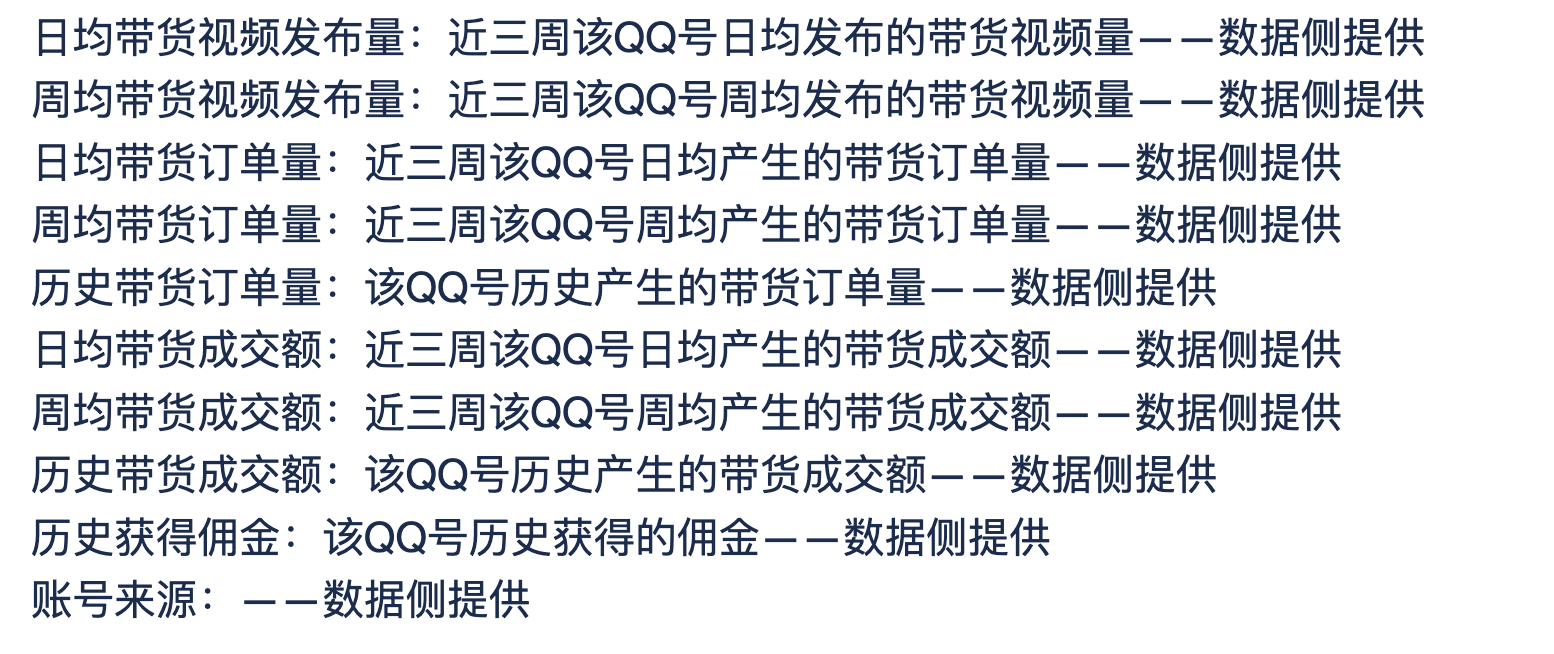 日均带货视频发布量：近三周该QQ号日均发布的带货视频量——数据侧提供
周均带货视频发布量：近三周该QQ号周均发布的带货视频量——数据侧提供
日均带货订单量：近三周该QQ号日均产生的带货订单量——数据侧提供
周均带货订单量：近三周该QQ号周均产生的带货订单量——数据侧提供
历史带货订单量：该QQ号历史产生的带货订单量——数据侧提供
日均带货成交额：近三周该QQ号日均产生的带货成交额——数据侧提供
周均带货成交额：近三周该QQ号周均产生的带货成交额——数据侧提供
历史带货成交额：该QQ号历史产生的带货成交额——数据侧提供
历史获得佣金：该QQ号历史获得的佣金——数据侧提供
账号来源：——数据侧提供